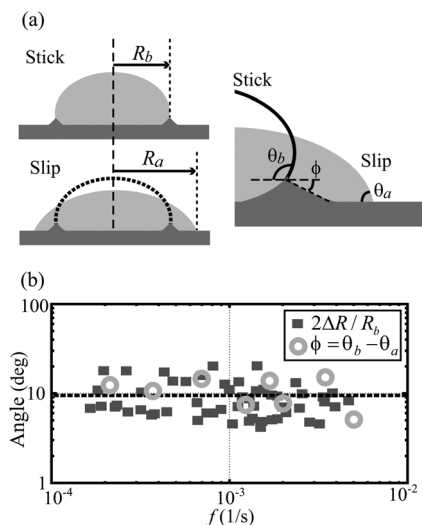 (a)
Stick
R_b
Slip
R_a
Stick
θ_b
ϕ
Slip
θ_a
(b)
100
10
1
Angle (deg)
2ΔR / R_b
ϕ = θ_b − θ_a
10^-4
10^-3
10^-2
f (1/s)